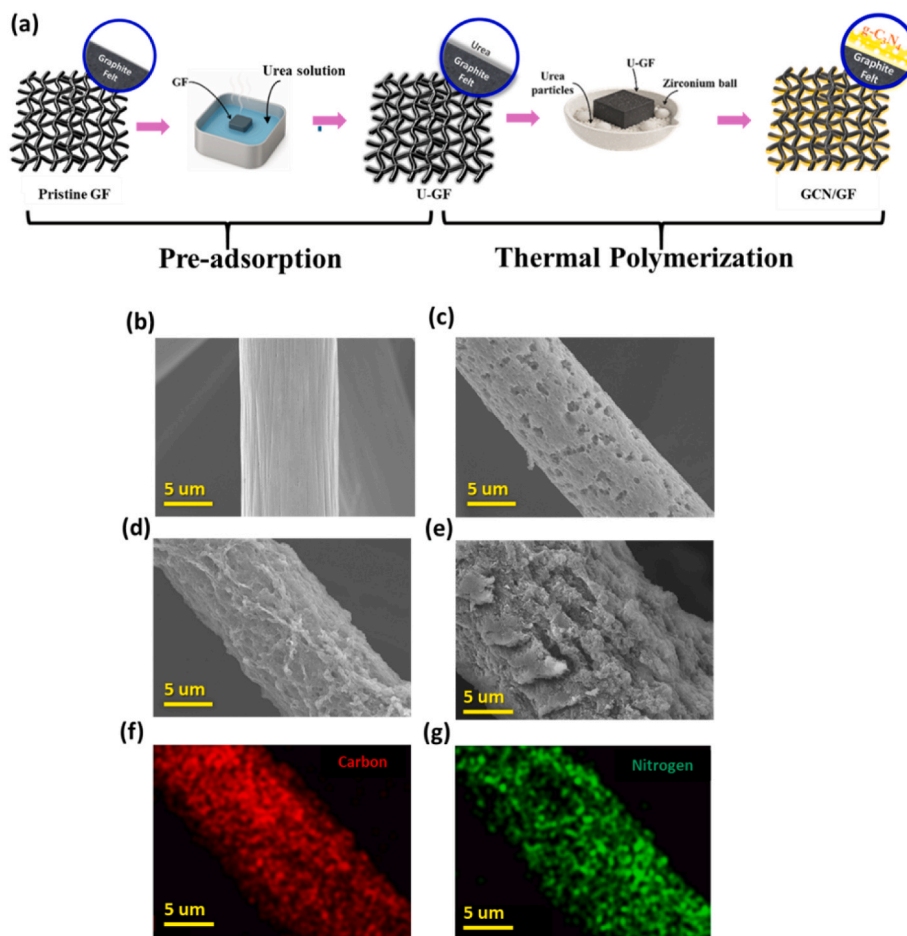 (a)
Graphite
Felt
Pristine GF
GF
Urea solution
Urea
Graphite
Felt
U-GF
Urea
particles
U-GF
Zirconium ball
g-C₃N₄
Graphite
Felt
GCN/GF
Pre-adsorption
Thermal Polymerization
(b)
5 um
(c)
5 um
(d)
5 um
(e)
5 um
(f)
Carbon
5 um
(g)
Nitrogen
5 um